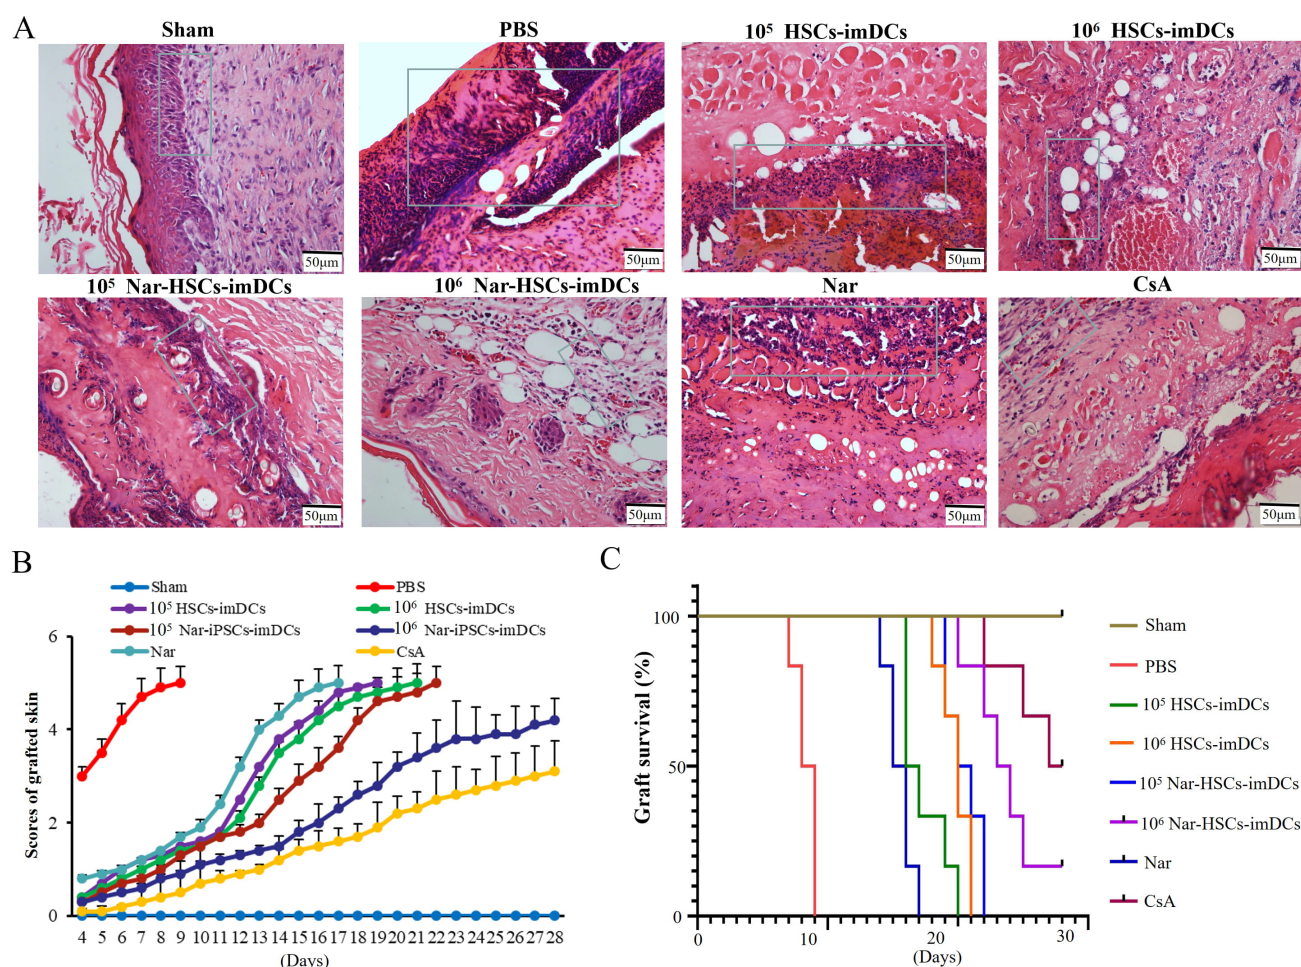 A
Sham
PBS
10⁵ HSCs-imDCs
10⁶ HSCs-imDCs
50μm
50μm
50μm
50μm
10⁵ Nar-HSCs-imDCs
10⁶ Nar-HSCs-imDCs
Nar
CsA
50μm
50μm
50μm
50μm
B
Sham
PBS
10⁵ HSCs-imDCs
10⁶ HSCs-imDCs
10⁵ Nar-iPSCs-imDCs
10⁶ Nar-iPSCs-imDCs
Nar
CsA
Scores of grafted skin
6
4
2
0
4 5 6 7 8 9 10 11 12 13 14 15 16 17 18 19 20 21 22 23 24 25 26 27 28
(Days)
C
Graft survival (%)
100
50
0
0 10 20 30
(Days)
Sham
PBS
10⁵ HSCs-imDCs
10⁶ HSCs-imDCs
10⁵ Nar-HSCs-imDCs
10⁶ Nar-HSCs-imDCs
Nar
CsA